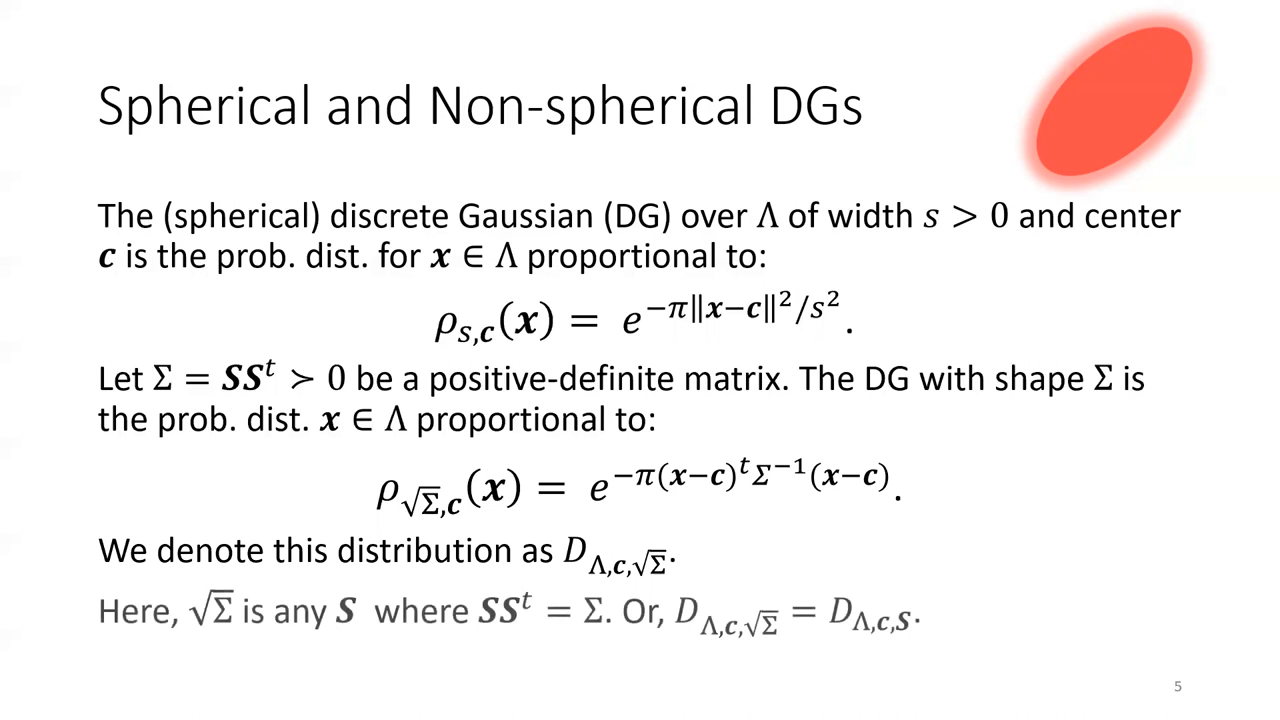 Spherical and Non-spherical DGs
The (spherical) discrete Gaussian (DG) over Λ of width 𝑠 > 0 and center
𝒄 is the prob. dist. for 𝒙 ∈ Λ proportional to:
𝜌_{𝑠,𝒄}(𝒙) = 𝑒^{−𝜋‖𝒙−𝒄‖²/𝑠²}.
Let Σ = 𝑺𝑺ᵗ ≻ 0 be a positive-definite matrix. The DG with shape Σ is
the prob. dist. 𝒙 ∈ Λ proportional to:
𝜌_{√Σ,𝒄}(𝒙) = 𝑒^{−𝜋(𝒙−𝒄)ᵗ𝛴⁻¹(𝒙−𝒄)}.
We denote this distribution as 𝐷_{Λ,𝒄,√Σ}.
Here, √Σ is any 𝑺 where 𝑺𝑺ᵗ = Σ. Or, 𝐷_{Λ,𝒄,√Σ} = 𝐷_{Λ,𝒄,𝑺}.
5